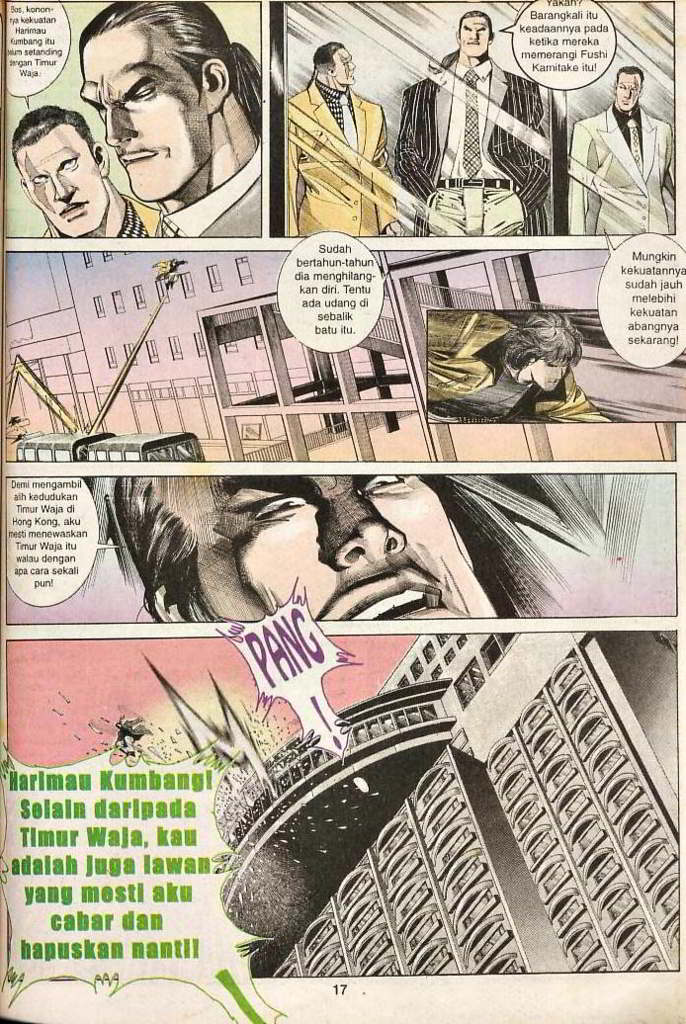 Bos, konon-
nya kekuatan
Harimau
Kumbang itu
belum setanding
dengan Timur
Waja.
Yakah?
Barangkali itu
keadaannya pada
ketika mereka
memerangi Fushi
Kamitake itu!
Sudah
bertahun-tahun
dia menghilang-
kan diri. Tentu
ada udang di
sebalik
batu itu.
Mungkin
kekuatannya
sudah jauh
melebihi
kekuatan
abangnya
sekarang!
Demi mengambil
alih kedudukan
Timur Waja di
Hong Kong, aku
mesti menewaskan
Timur Waja itu
walau dengan
apa cara sekali
pun!
PANG
!
Harimau Kumbang!
Selain daripada
Timur Waja, kau
adalah juga lawan
yang mesti aku
cabar dan
hapuskan nanti!
!
17